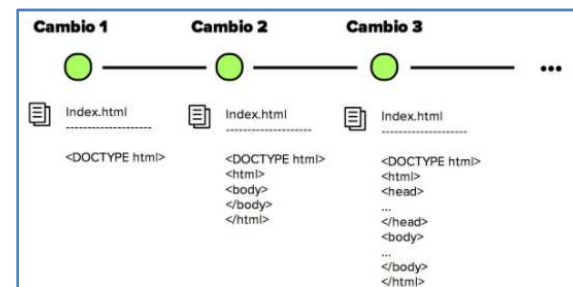 Cambio 1
Index.html
--------------------
<DOCTYPE html>
Cambio 2
Index.html
--------------------
<DOCTYPE html>
<html>
<body>
</body>
</html>
Cambio 3
Index.html
--------------------
<DOCTYPE html>
<html>
<head>
...
</head>
<body>
...
</body>
</html>
...